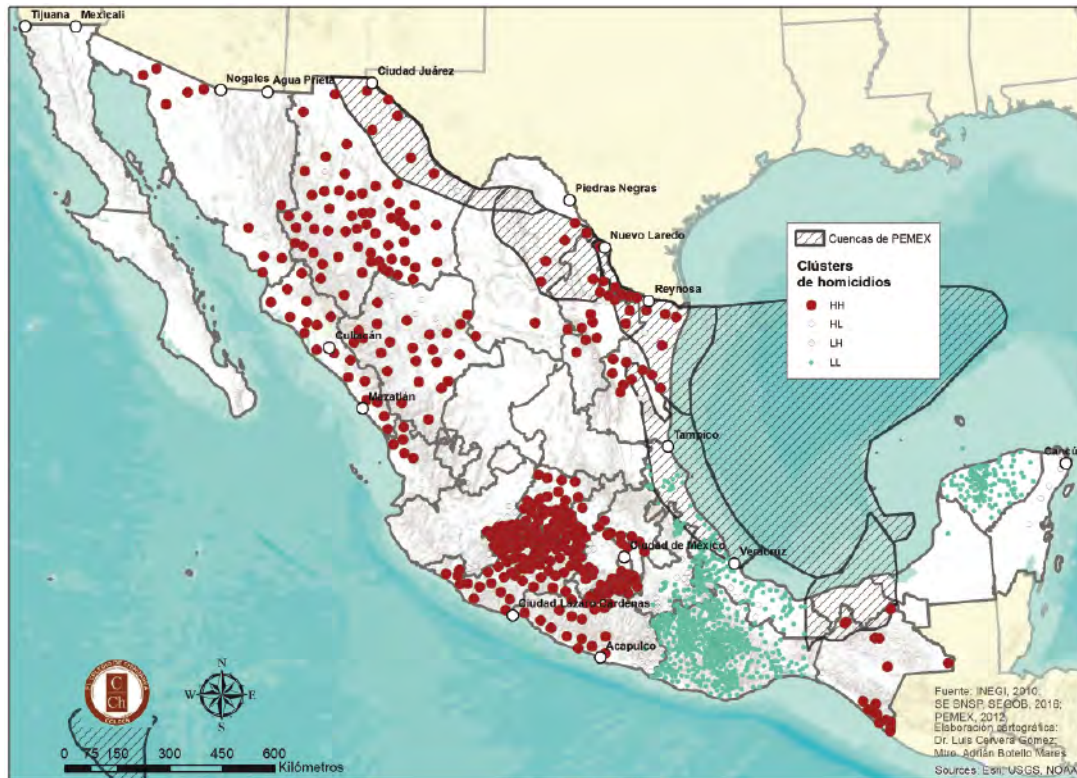 Tijuana Mexicali
Nogales Agua Prieta
Ciudad Juárez
Piedras Negras
Nuevo Laredo
Reynosa
Cuencas de PEMEX
Clústers
de homicidios
HH
HL
LH
LL
Culiacán
Mazatlán
Tampico
Cancú
Ciudad de México
Veracruz
Ciudad Lázaro Cárdenas
Acapulco
C
Ch
N
W E
S
0 75 150 300 450 600
Kilómetros
Fuente: INEGI, 2010;
SE SNSP, SEGOB, 2016;
PEMEX, 2012
Elaboración cartográfica:
Dr. Luis Cervera Gómez;
Mtro. Adrián Botello Mares
Sources: Esri, USGS, NOAA